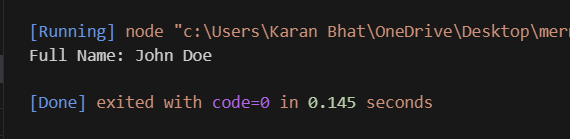 [Running] node "c:\Users\Karan Bhat\OneDrive\Desktop\mer
Full Name: John Doe
[Done] exited with code=0 in 0.145 seconds